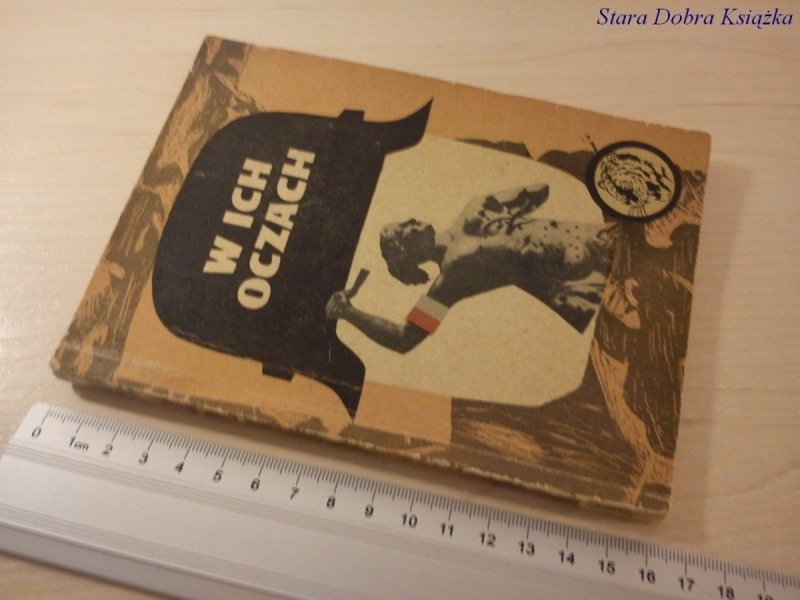 Stara Dobra Książka
W ICH
OCZACH
0 1cm 2 3 4 5 6 7 8 9 10 11 12 13 14 15 16 17 18 19